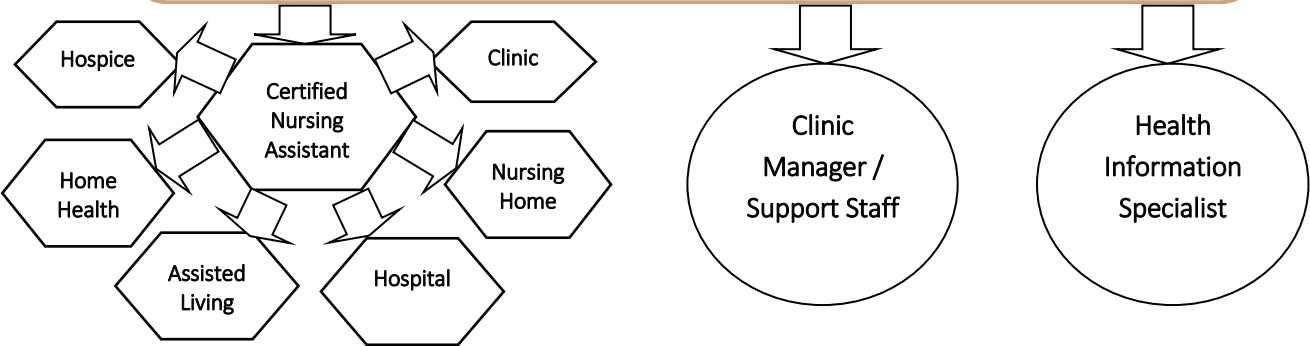 Hospice
Certified
Nursing
Assistant
Clinic
Home
Health
Nursing
Home
Assisted
Living
Hospital
Clinic
Manager /
Support Staff
Health
Information
Specialist